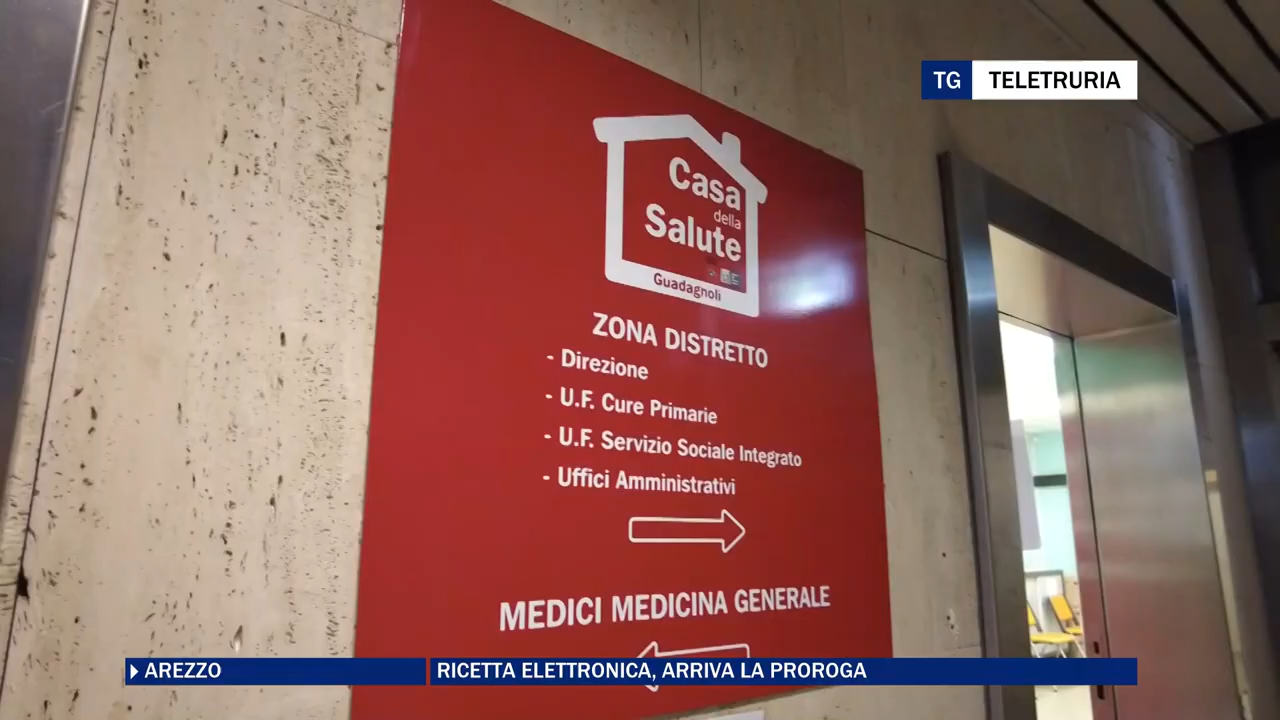 TG TELETRURIA
Casa
della
Salute
Guadagnoli
ZONA DISTRETTO
- Direzione
- U.F. Cure Primarie
- U.F. Servizio Sociale Integrato
- Uffici Amministrativi
MEDICI MEDICINA GENERALE
AREZZO
RICETTA ELETTRONICA, ARRIVA LA PROROGA